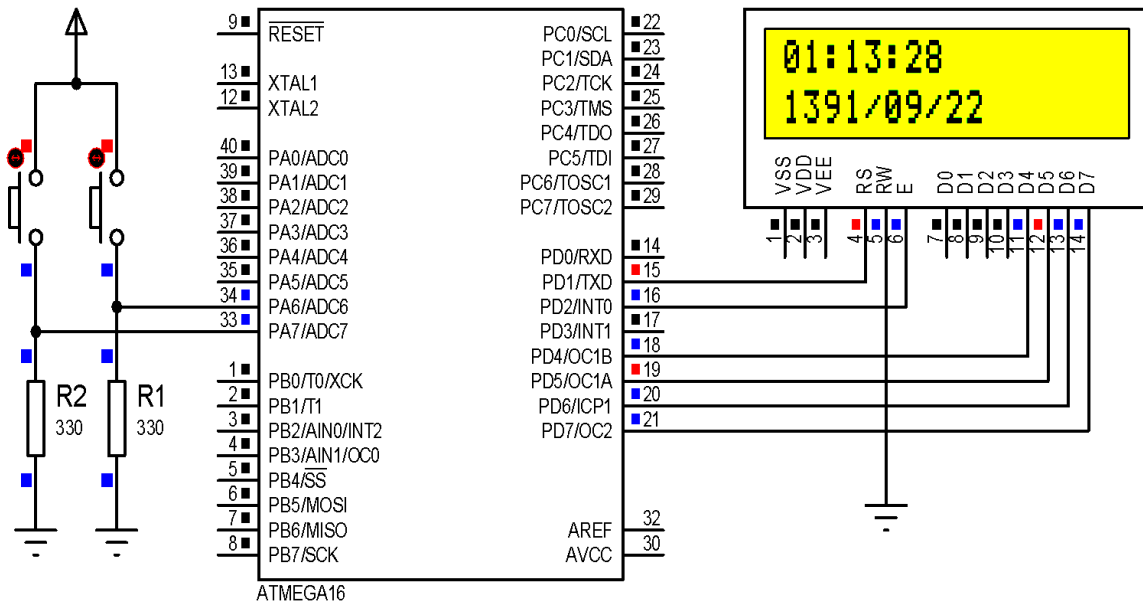 9
RESET
13
XTAL1
12
XTAL2
40
PA0/ADC0
39
PA1/ADC1
38
PA2/ADC2
37
PA3/ADC3
36
PA4/ADC4
35
PA5/ADC5
34
PA6/ADC6
33
PA7/ADC7
1
PB0/T0/XCK
2
PB1/T1
3
PB2/AIN0/INT2
4
PB3/AIN1/OC0
5
PB4/SS
6
PB5/MOSI
7
PB6/MISO
8
PB7/SCK
22
PC0/SCL
23
PC1/SDA
24
PC2/TCK
25
PC3/TMS
26
PC4/TDO
27
PC5/TDI
28
PC6/TOSC1
29
PC7/TOSC2
14
PD0/RXD
15
PD1/TXD
16
PD2/INT0
17
PD3/INT1
18
PD4/OC1B
19
PD5/OC1A
20
PD6/ICP1
21
PD7/OC2
32
AREF
30
AVCC
ATMEGA16
R2
330
R1
330
01:13:28
1391/09/22
VSS
VDD
VEE
RS
RW
E
D0
D1
D2
D3
D4
D5
D6
D7
1
2
3
4
5
6
7
8
9
10
11
12
13
14